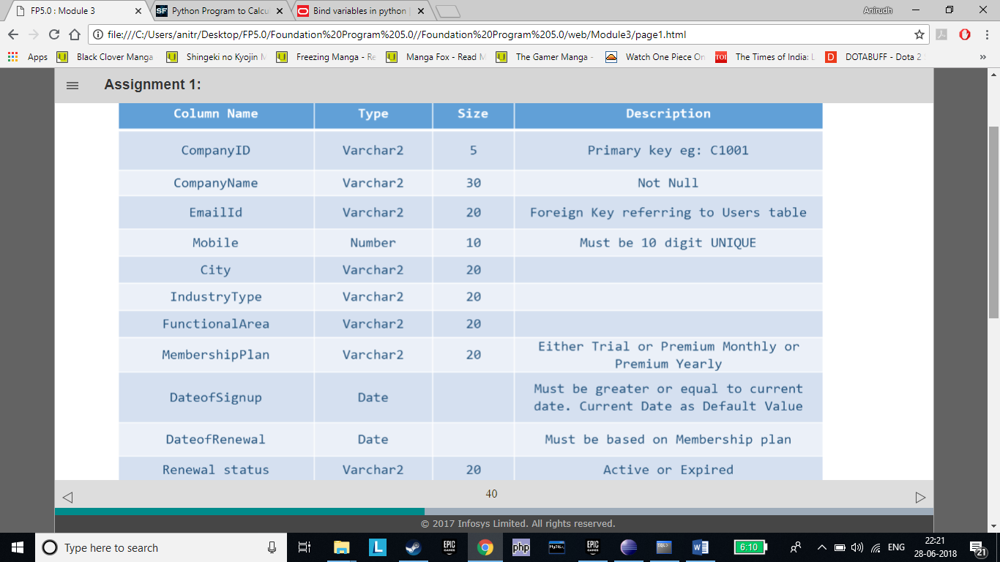 FP5.0 : Module 3
Python Program to Calcu
Bind variables in python
Anirudh
file:///C:/Users/anitr/Desktop/FP5.0/Foundation%20Program%205.0//Foundation%20Program%205.0/web/Module3/page1.html
Apps Black Clover Manga Shingeki no Kyojin M Freezing Manga - Re Manga Fox - Read M The Gamer Manga - Watch One Piece On TOI The Times of India: L D DOTABUFF - Dota 2 »
Assignment 1:
Column Name Type Size Description
CompanyID Varchar2 5 Primary key eg: C1001
CompanyName Varchar2 30 Not Null
EmailId Varchar2 20 Foreign Key referring to Users table
Mobile Number 10 Must be 10 digit UNIQUE
City Varchar2 20
IndustryType Varchar2 20
FunctionalArea Varchar2 20
MembershipPlan Varchar2 20 Either Trial or Premium Monthly or
Premium Yearly
DateofSignup Date Must be greater or equal to current
date. Current Date as Default Value
DateofRenewal Date Must be based on Membership plan
Renewal status Varchar2 20 Active or Expired
40
© 2017 Infosys Limited. All rights reserved.
Type here to search
L
EPIC
GAMES
php
MySQL
EPIC
GAMES
SQL
W
6:10
ENG
22:21
28-06-2018
21